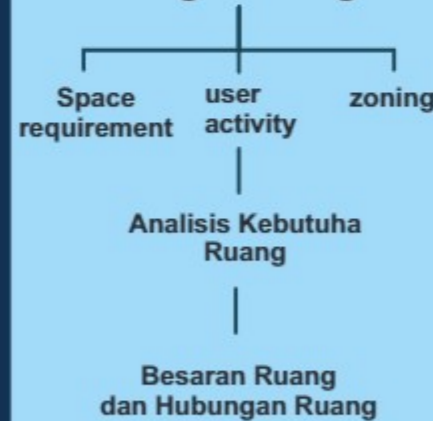 Space
requirement
user
activity
zoning
Analisis Kebutuha
Ruang
Besaran Ruang
dan Hubungan Ruang